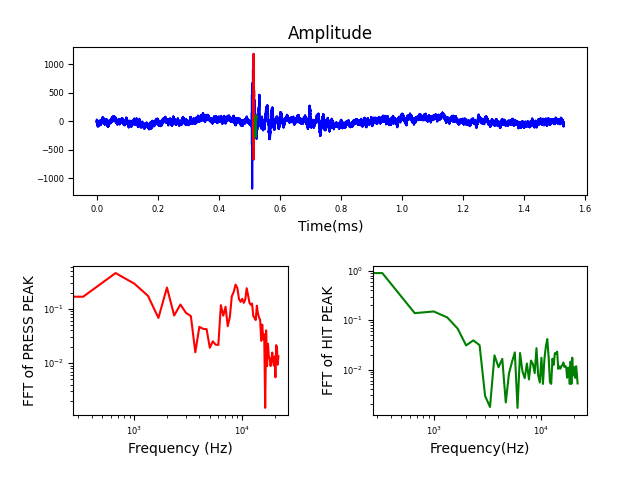 Amplitude
1000
500
0
−500
−1000
0.0 0.2 0.4 0.6 0.8 1.0 1.2 1.4 1.6
Time(ms)
FFT of PRESS PEAK
10⁻¹
10⁻²
10³ 10⁴
Frequency (Hz)
FFT of HIT PEAK
10⁰
10⁻¹
10⁻²
10³ 10⁴
Frequency(Hz)